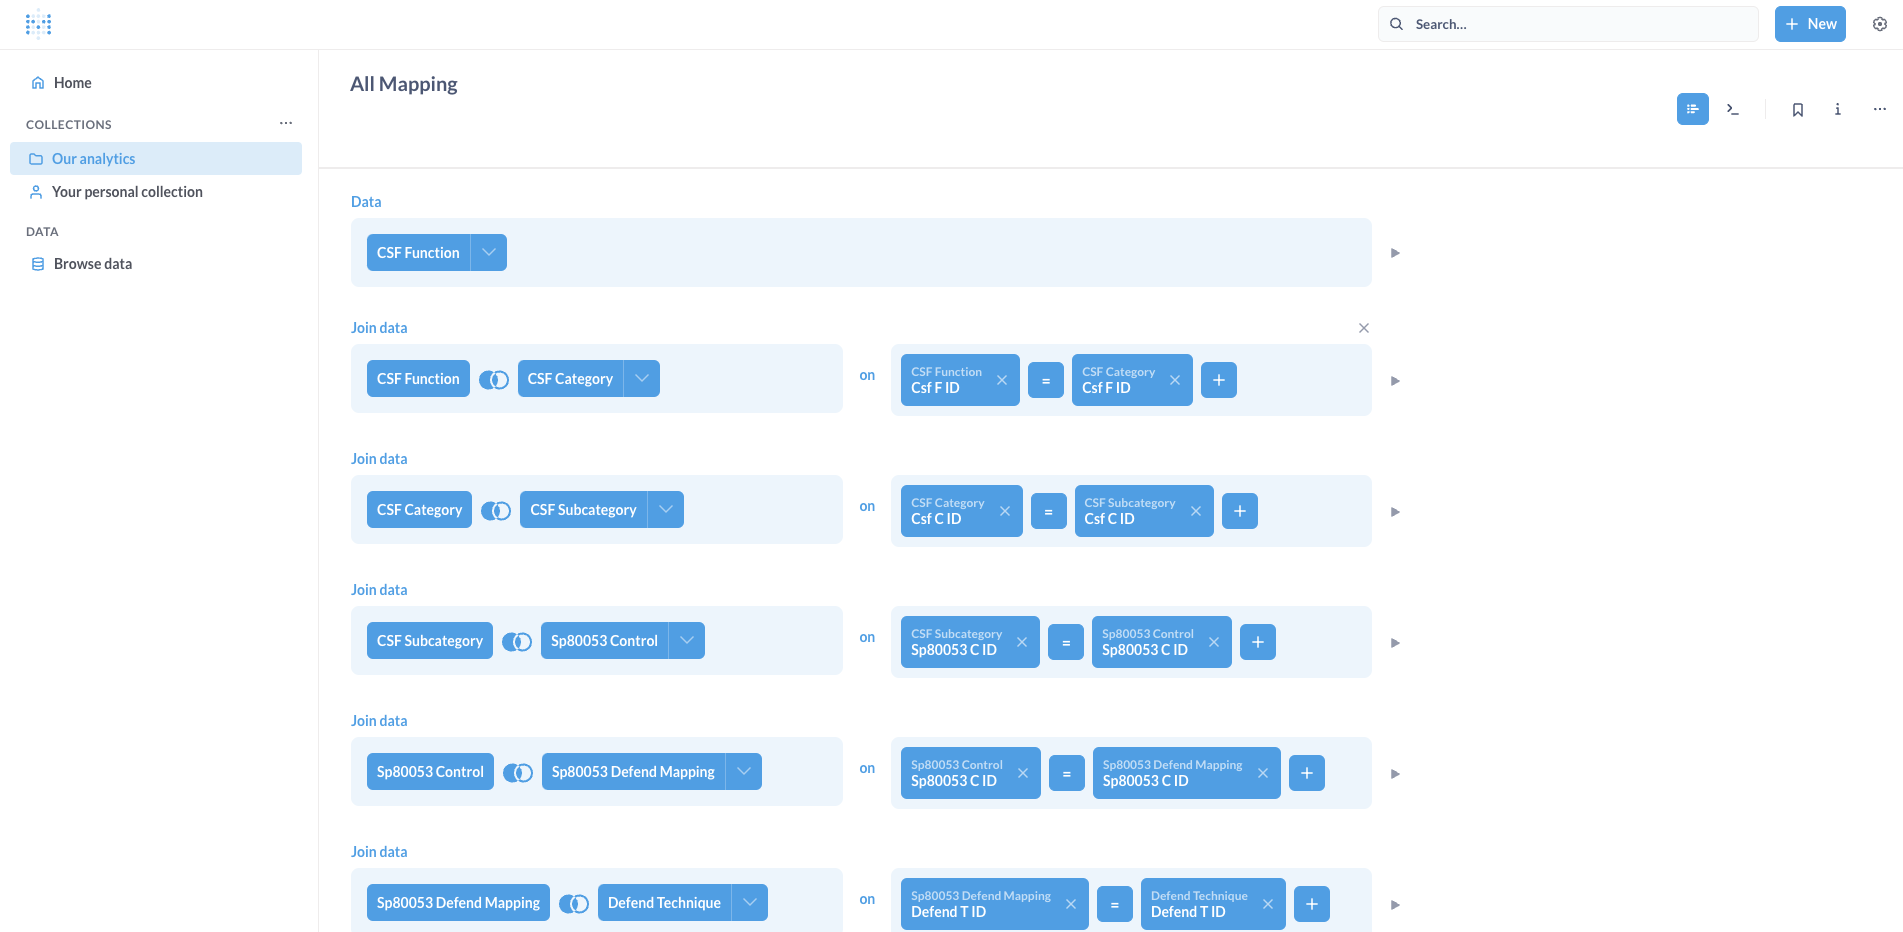 Search...
+ New
Home
COLLECTIONS
...
Our analytics
Your personal collection
DATA
Browse data
All Mapping
Data
CSF Function
Join data
CSF Function
CSF Category
on
CSF Function
Csf F ID
=
CSF Category
Csf F ID
+
Join data
CSF Category
CSF Subcategory
on
CSF Category
Csf C ID
=
CSF Subcategory
Csf C ID
+
Join data
CSF Subcategory
Sp80053 Control
on
CSF Subcategory
Sp80053 C ID
=
Sp80053 Control
Sp80053 C ID
+
Join data
Sp80053 Control
Sp80053 Defend Mapping
on
Sp80053 Control
Sp80053 C ID
=
Sp80053 Defend Mapping
Sp80053 C ID
+
Join data
Sp80053 Defend Mapping
Defend Technique
on
Sp80053 Defend Mapping
Defend T ID
=
Defend Technique
Defend T ID
+